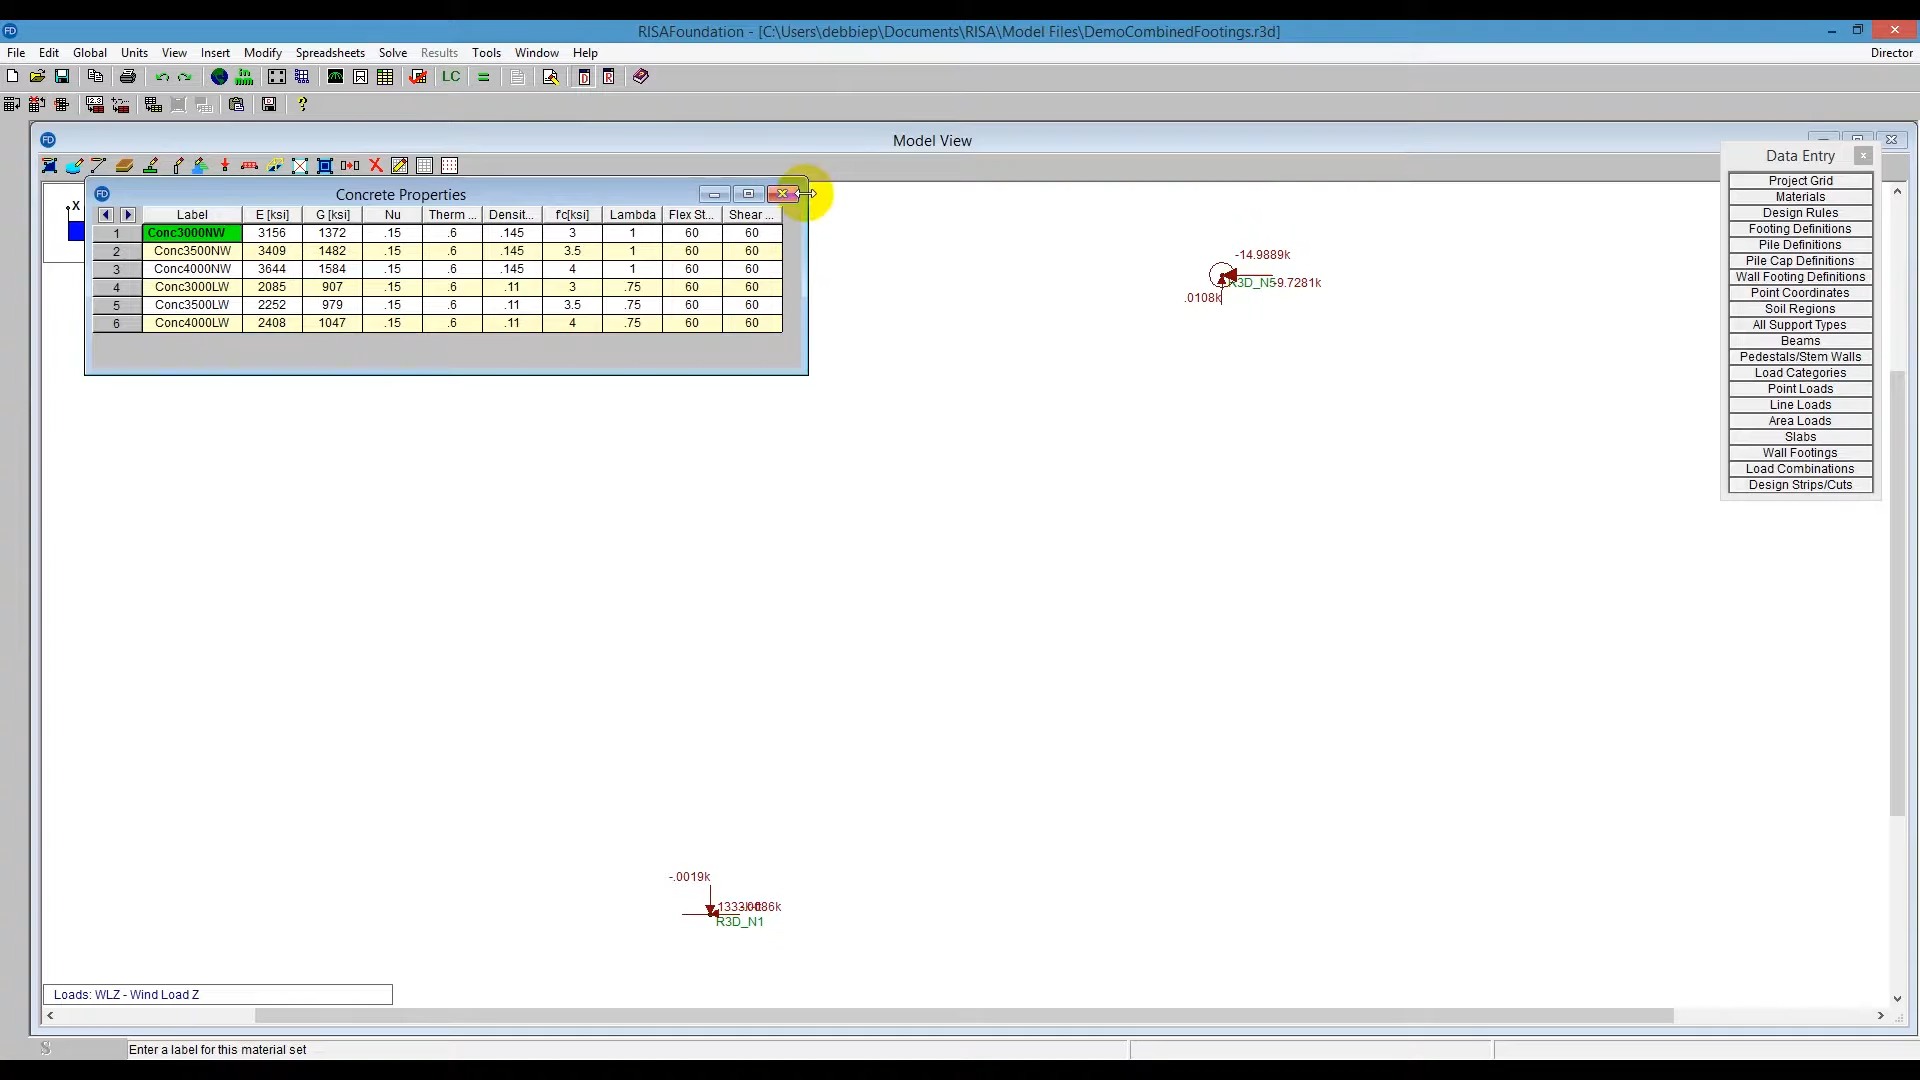 FD RISAFoundation - [C:\Users\debbiep\Documents\RISA\Model Files\DemoCombinedFootings.r3d]
File Edit Global Units View Insert Modify Spreadsheets Solve Results Tools Window Help Director
LC = D R
?
FD Model View
Data Entry x
FD Concrete Properties
Label E [ksi] G [ksi] Nu Therm ... Densit... f'c[ksi] Lambda Flex St... Shear ...
1 Conc3000NW 3156 1372 .15 .6 .145 3 1 60 60
2 Conc3500NW 3409 1482 .15 .6 .145 3.5 1 60 60
3 Conc4000NW 3644 1584 .15 .6 .145 4 1 60 60
4 Conc3000LW 2085 907 .15 .6 .11 3 .75 60 60
5 Conc3500LW 2252 979 .15 .6 .11 3.5 .75 60 60
6 Conc4000LW 2408 1047 .15 .6 .11 4 .75 60 60
X
Project Grid
Materials
Design Rules
Footing Definitions
Pile Definitions
Pile Cap Definitions
Wall Footing Definitions
Point Coordinates
Soil Regions
All Support Types
Beams
Pedestals/Stem Walls
Load Categories
Point Loads
Line Loads
Area Loads
Slabs
Wall Footings
Load Combinations
Design Strips/Cuts
-14.9889k
R3D_N5 -9.7281k
.0108k
-.0019k
R3D_N1
Loads: WLZ - Wind Load Z
S Enter a label for this material set